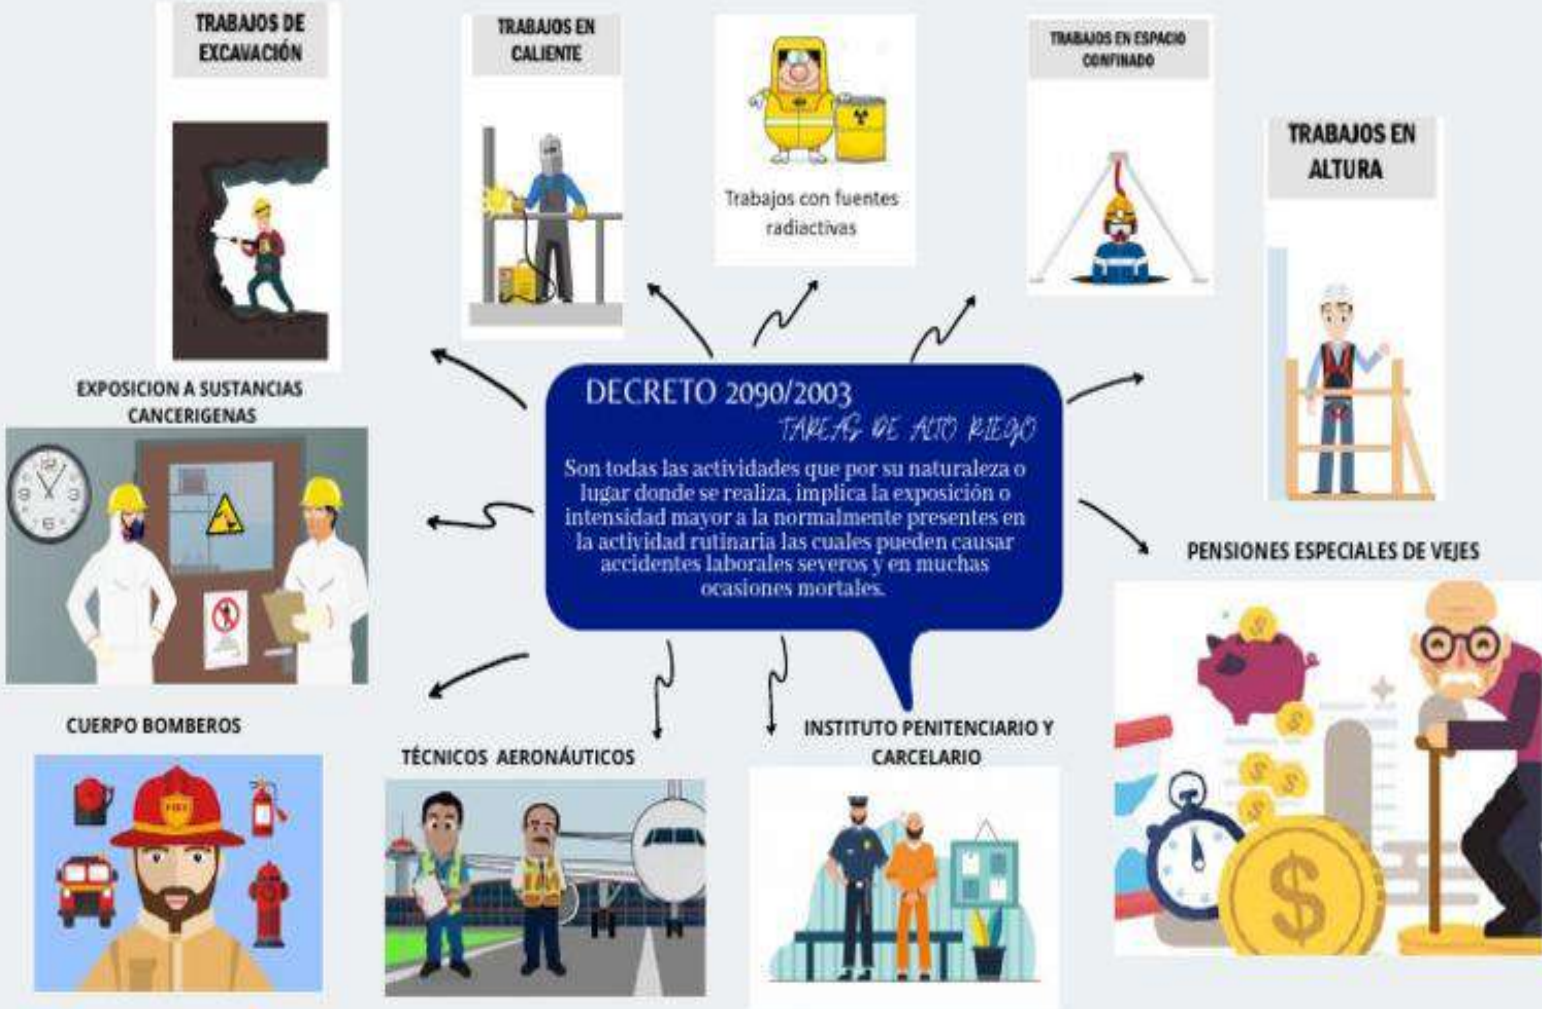 TRABAJOS DE
EXCAVACIÓN
TRABAJOS EN
CALIENTE
Trabajos con fuentes
radiactivas
TRABAJOS EN ESPACIO
CONFINADO
TRABAJOS EN
ALTURA
EXPOSICION A SUSTANCIAS
CANCERIGENAS
DECRETO 2090/2003
TAREAS DE ALTO RIEGO
Son todas las actividades que por su naturaleza o
lugar donde se realiza, implica la exposición o
intensidad mayor a la normalmente presentes en
la actividad rutinaria las cuales pueden causar
accidentes laborales severos y en muchas
ocasiones mortales.
PENSIONES ESPECIALES DE VEJES
CUERPO BOMBEROS
FIRE
TÉCNICOS AERONÁUTICOS
INSTITUTO PENITENCIARIO Y
CARCELARIO